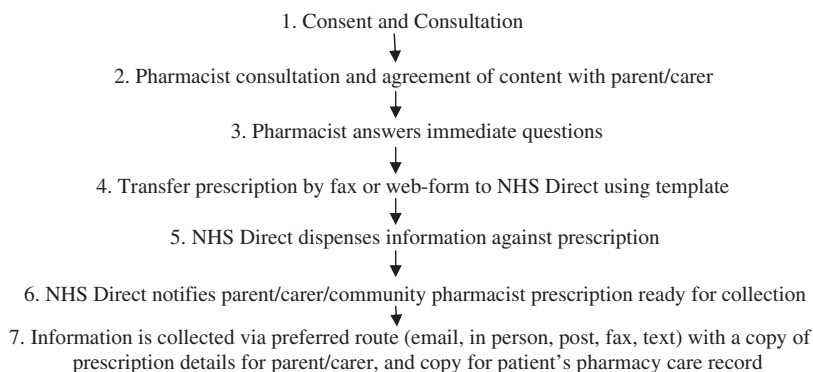 1. Consent and Consultation
2. Pharmacist consultation and agreement of content with parent/carer
3. Pharmacist answers immediate questions
4. Transfer prescription by fax or web-form to NHS Direct using template
5. NHS Direct dispenses information against prescription
6. NHS Direct notifies parent/carer/community pharmacist prescription ready for collection
7. Information is collected via preferred route (email, in person, post, fax, text) with a copy of
prescription details for parent/carer, and copy for patient’s pharmacy care record